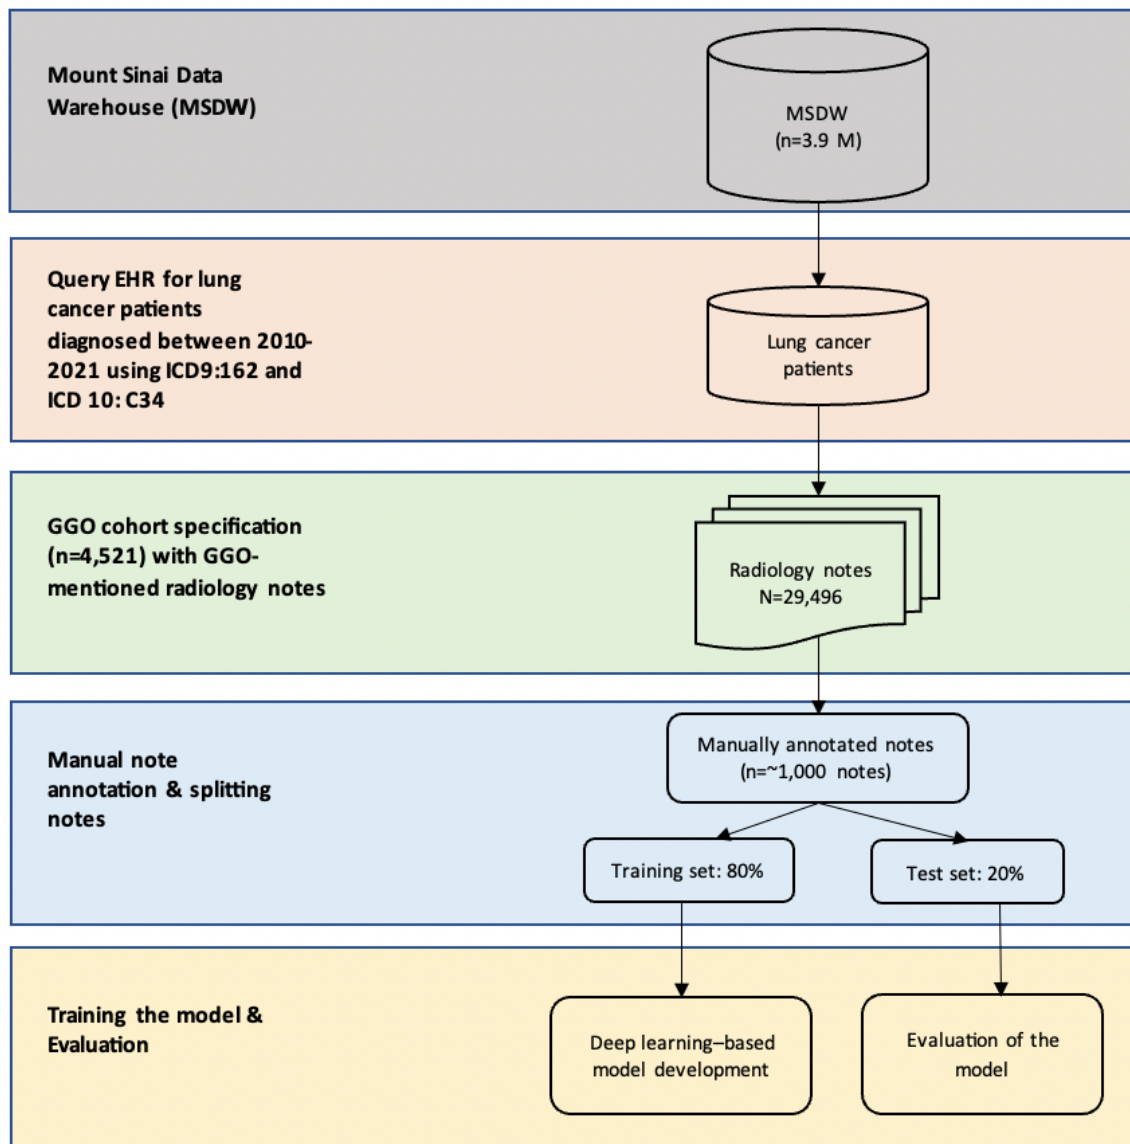 Mount Sinai Data
Warehouse (MSDW)
MSDW
(n=3.9 M)
Query EHR for lung
cancer patients
diagnosed between 2010-
2021 using ICD9:162 and
ICD 10: C34
Lung cancer
patients
GGO cohort specification
(n=4,521) with GGO-
mentioned radiology notes
Radiology notes
N=29,496
Manual note
annotation & splitting
notes
Manually annotated notes
(n=~1,000 notes)
Training set: 80%
Test set: 20%
Training the model &
Evaluation
Deep learning–based
model development
Evaluation of the
model